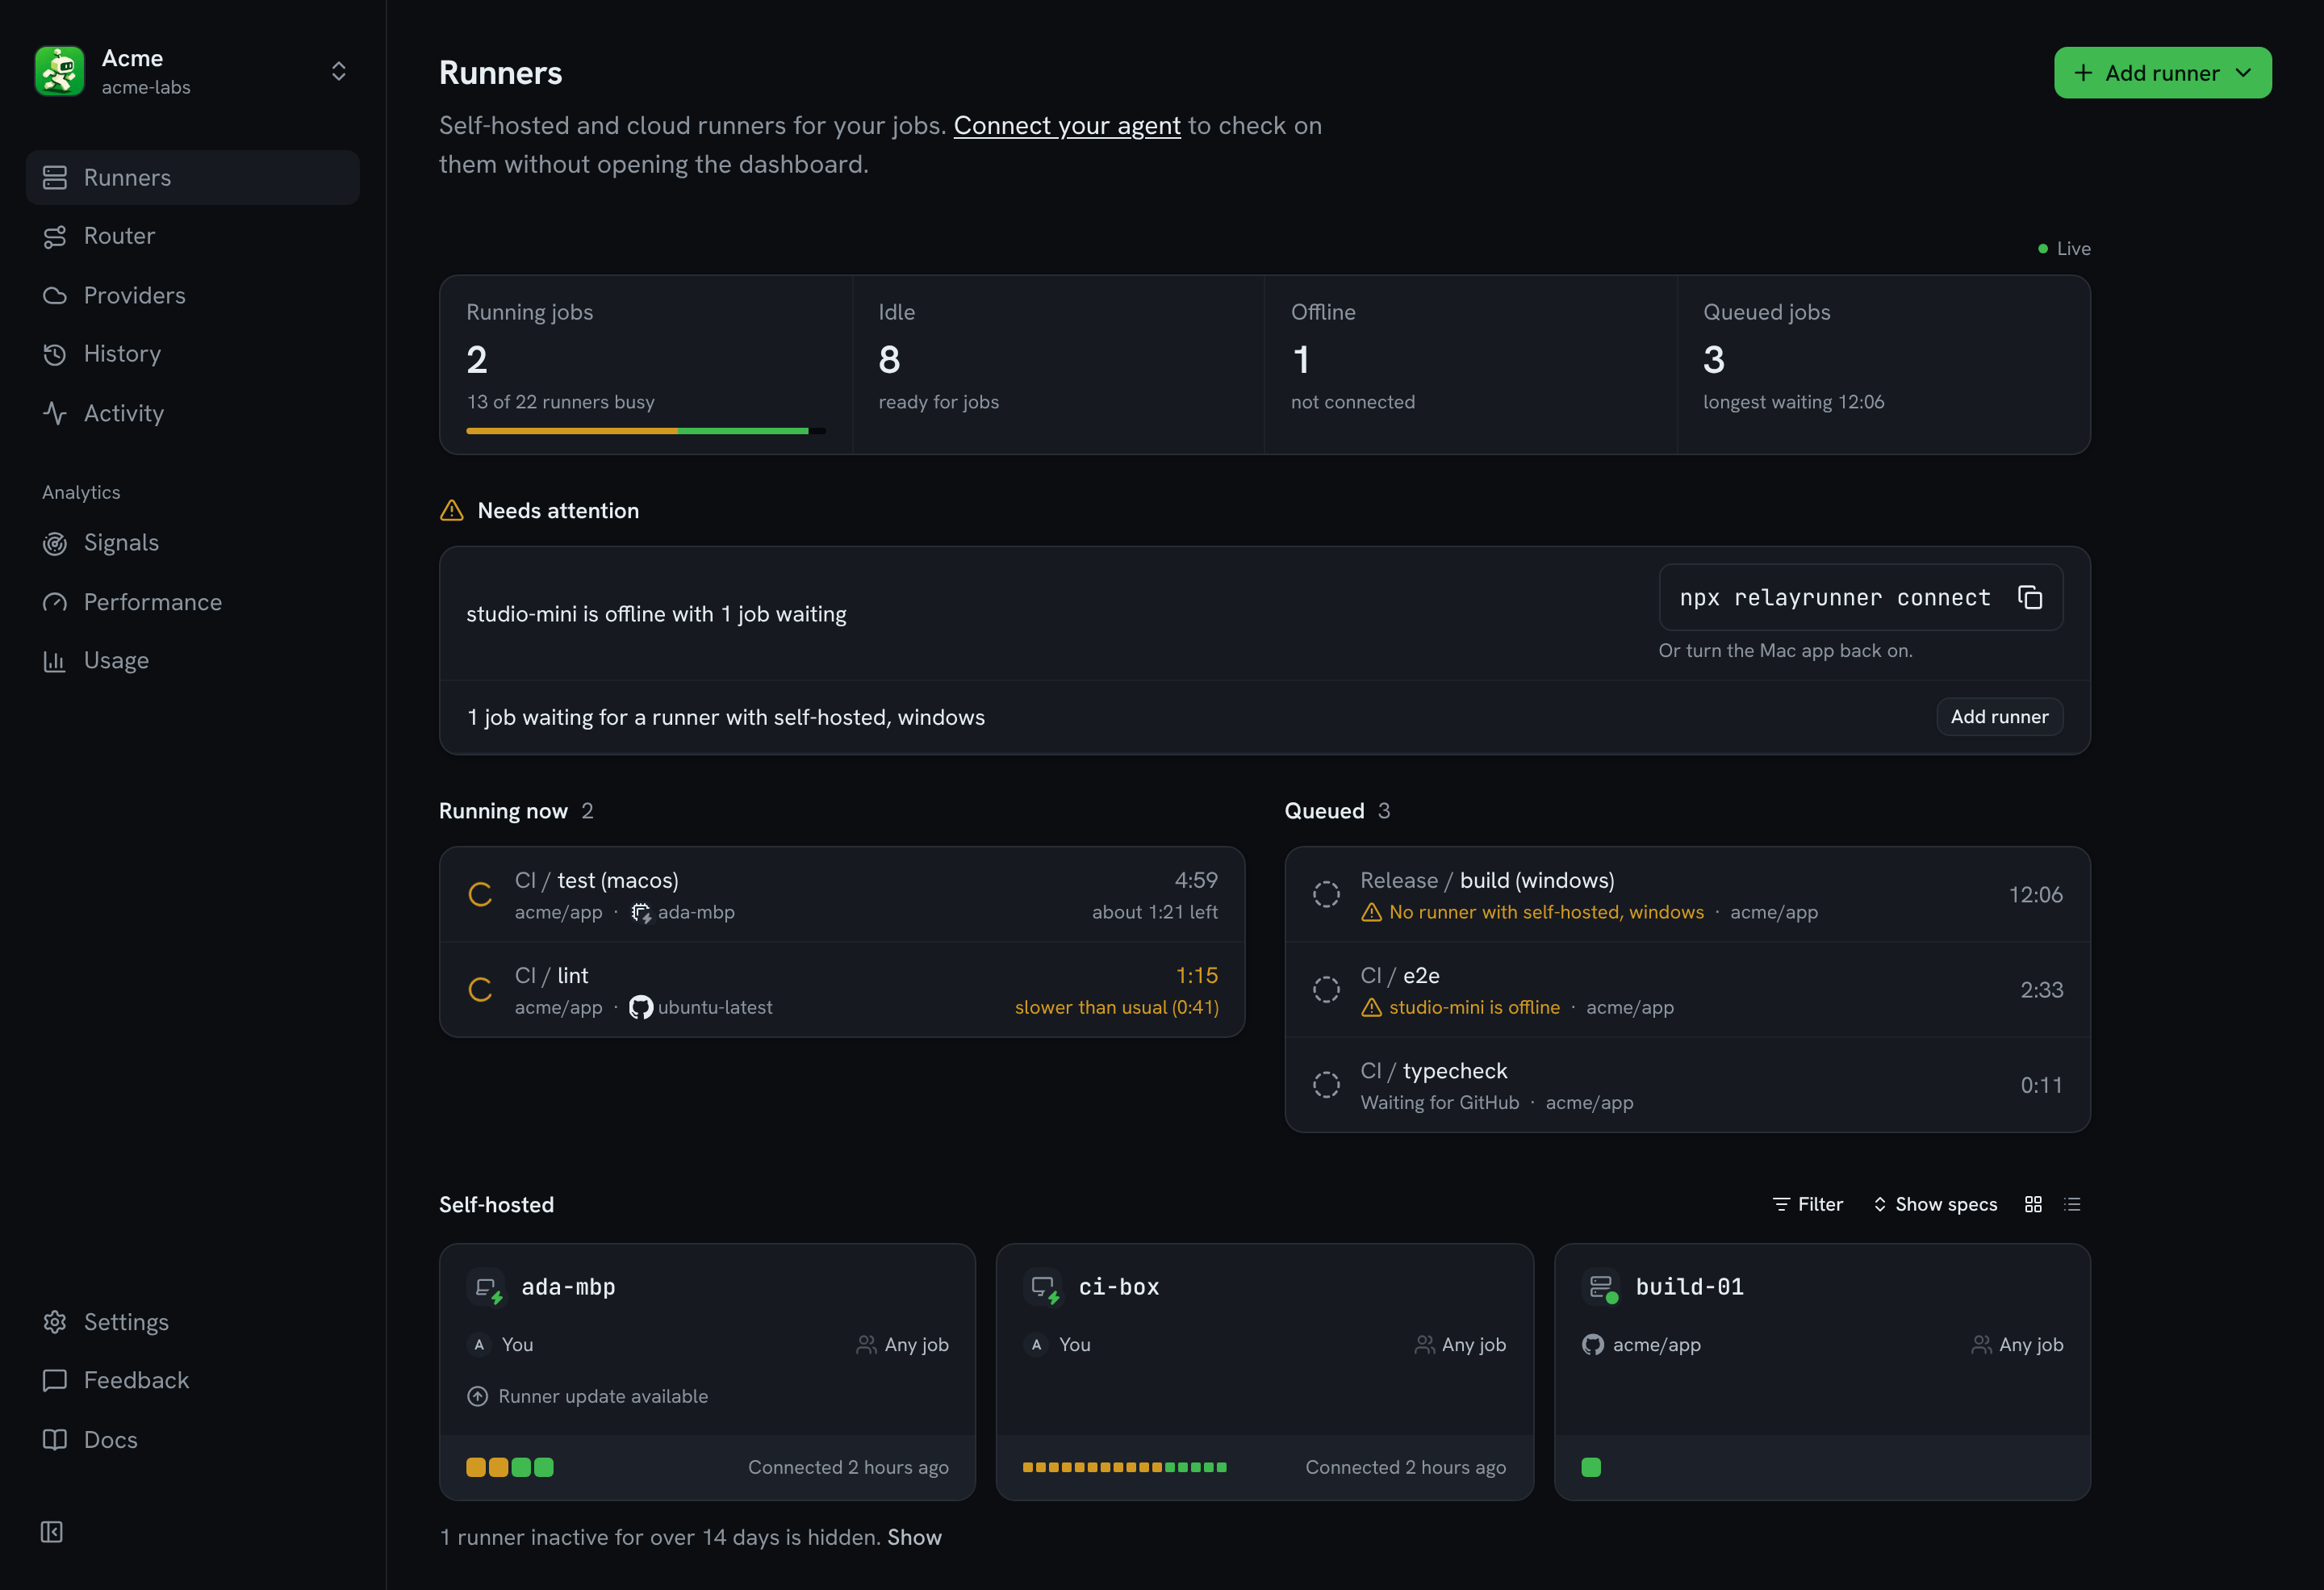 Acme
acme-labs
Runners
Router
Providers
History
Activity
Analytics
Signals
Performance
Usage
Settings
Feedback
Docs
Runners
Add runner
Self-hosted and cloud runners for your jobs. Connect your agent to check on
them without opening the dashboard.
Live
Running jobs
2
13 of 22 runners busy
Idle
8
ready for jobs
Offline
1
not connected
Queued jobs
3
longest waiting 12:06
Needs attention
studio-mini is offline with 1 job waiting
npx relayrunner connect
Or turn the Mac app back on.
1 job waiting for a runner with self-hosted, windows
Add runner
Running now 2
CI / test (macos)
4:59
acme/app · ada-mbp
about 1:21 left
CI / lint
1:15
acme/app · ubuntu-latest
slower than usual (0:41)
Queued 3
Release / build (windows)
12:06
No runner with self-hosted, windows · acme/app
CI / e2e
2:33
studio-mini is offline · acme/app
CI / typecheck
0:11
Waiting for GitHub · acme/app
Self-hosted
Filter
Show specs
ada-mbp
A You
Any job
Runner update available
Connected 2 hours ago
ci-box
A You
Any job
Connected 2 hours ago
build-01
acme/app
Any job
1 runner inactive for over 14 days is hidden. Show